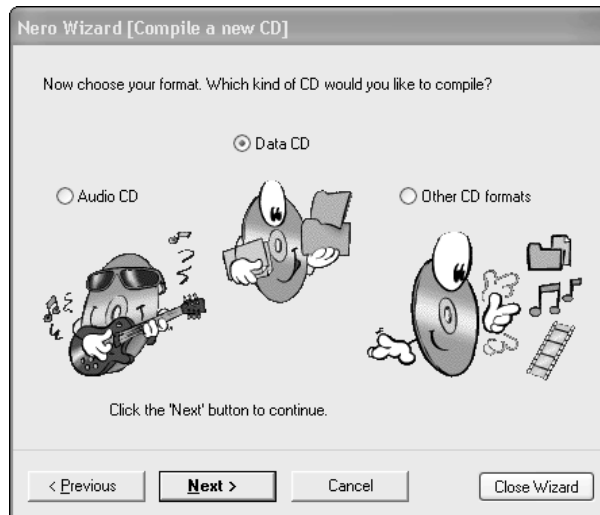 Nero Wizard [Compile a new CD]
Now choose your format. Which kind of CD would you like to compile?
Data CD
Audio CD
Other CD formats
Click the 'Next' button to continue.
< Previous
Next >
Cancel
Close Wizard